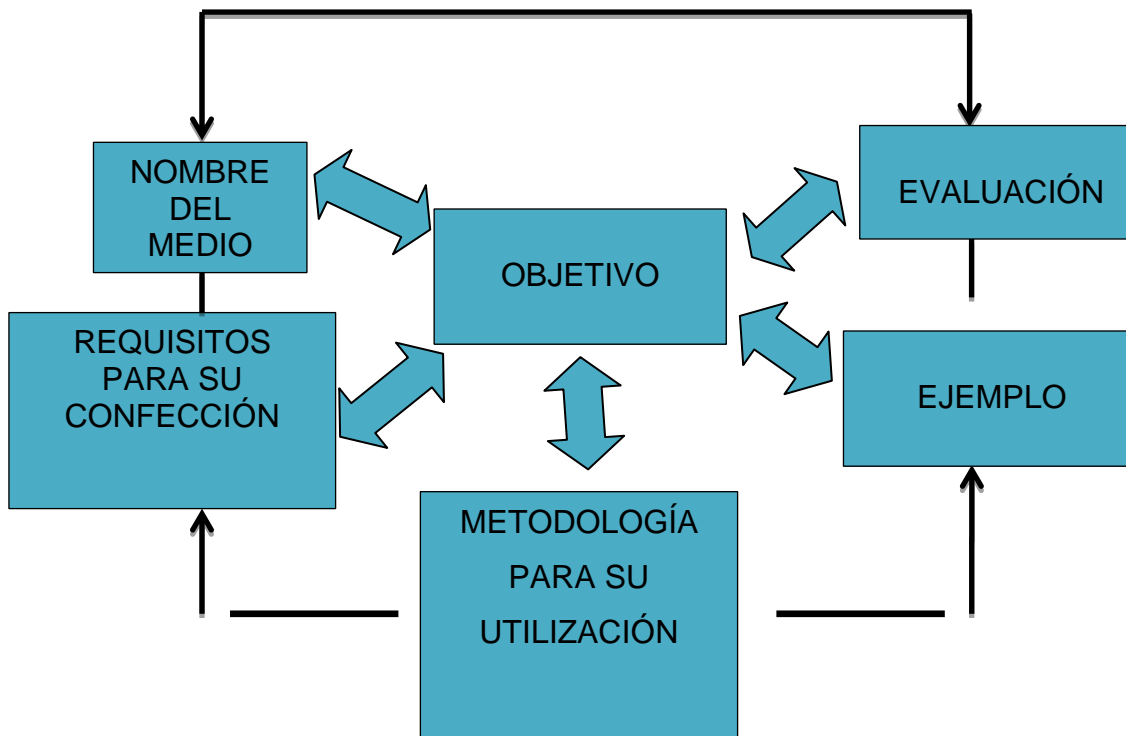 NOMBRE
DEL
MEDIO
EVALUACIÓN
OBJETIVO
REQUISITOS
PARA SU
CONFECCIÓN
EJEMPLO
METODOLOGÍA
PARA SU
UTILIZACIÓN